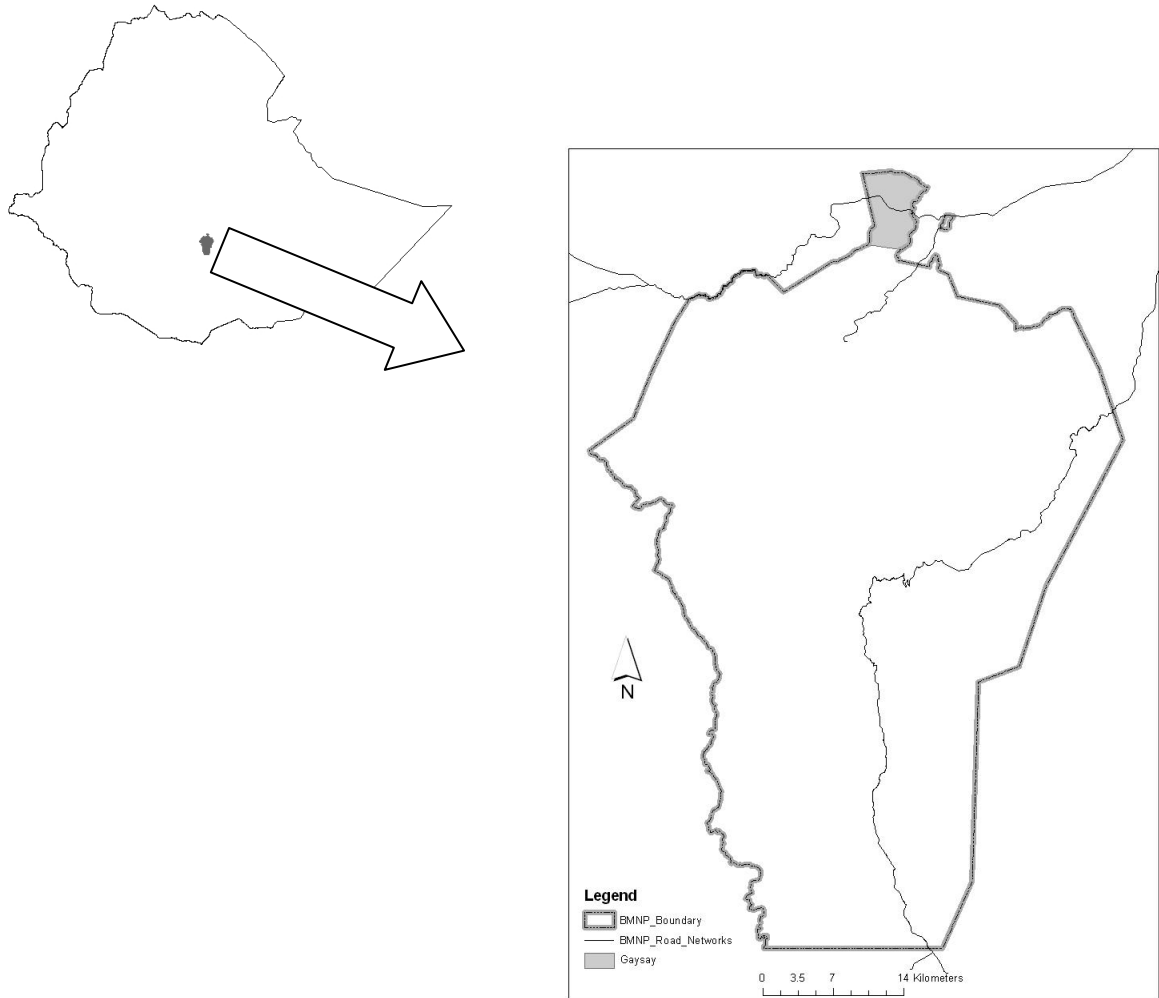 N
Legend
BMNP_Boundary
BMNP_Road_Networks
Gaysay
0 3.5 7 14 Kilometers